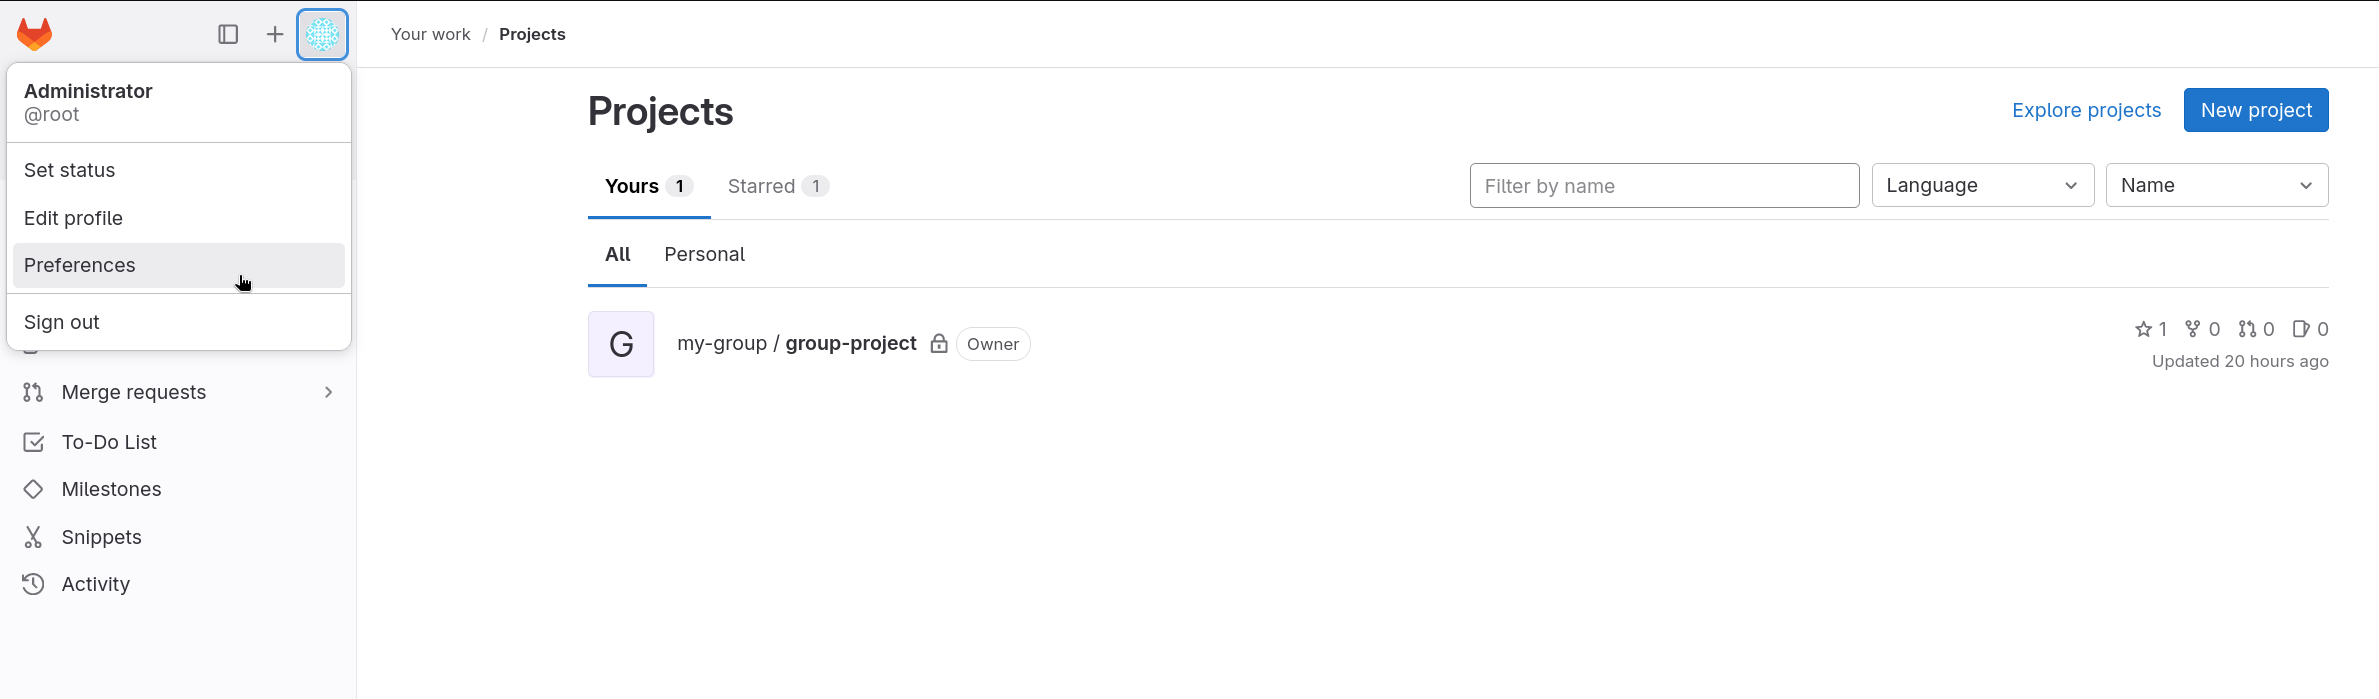 Your work / Projects
Administrator
@root
Set status
Edit profile
Preferences
Sign out
Merge requests
To-Do List
Milestones
Snippets
Activity
Projects
Explore projects
New project
Yours 1
Starred 1
Filter by name
Language
Name
All
Personal
G
my-group / group-project
Owner
1 0 0 0
Updated 20 hours ago